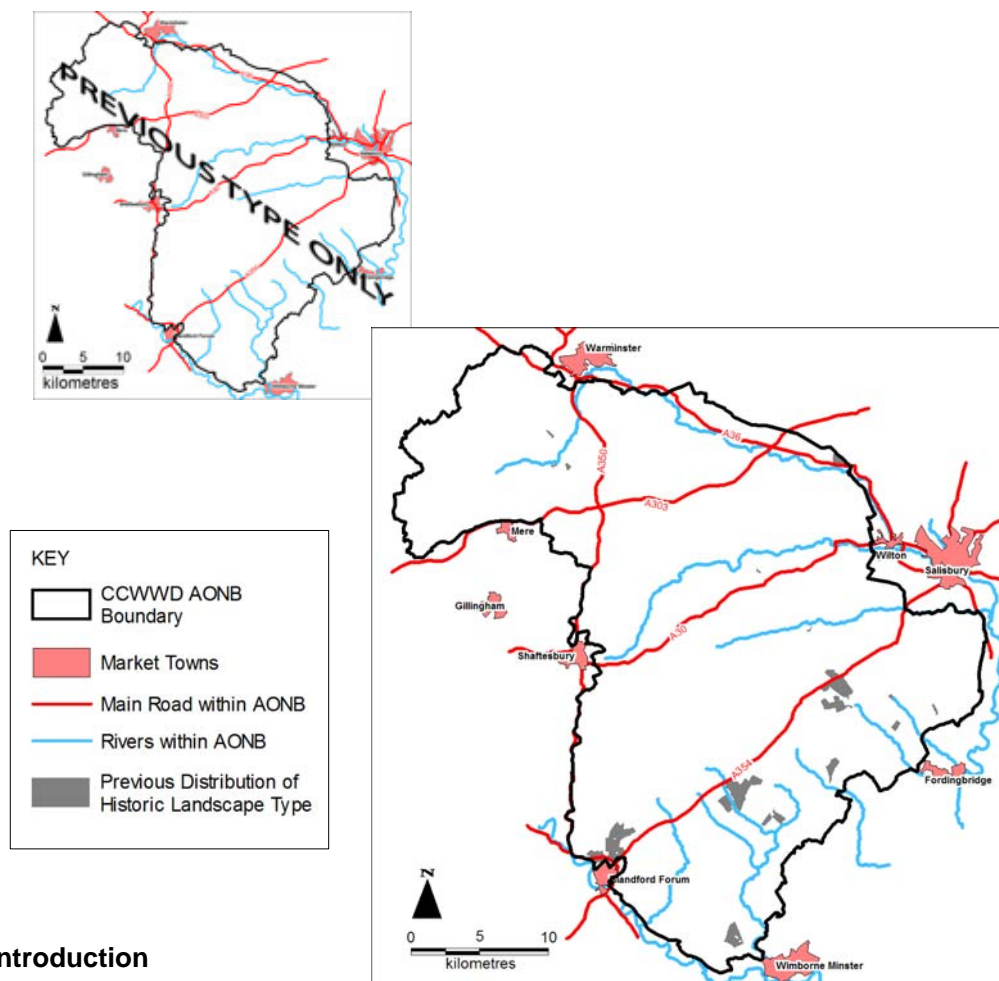 Warminster
PREVIOUS TYPE ONLY
Gillingham
N
0 5 10
kilometres
Warminster
A36
A350
A303
Mere
Wilton
Salisbury
Gillingham
A30
Shaftesbury
A354
Fordingbridge
Blandford Forum
N
0 5 10
kilometres
Wimborne Minster
KEY
CCWWD AONB
Boundary
Market Towns
Main Road within AONB
Rivers within AONB
Previous Distribution of
Historic Landscape Type
ntroduction